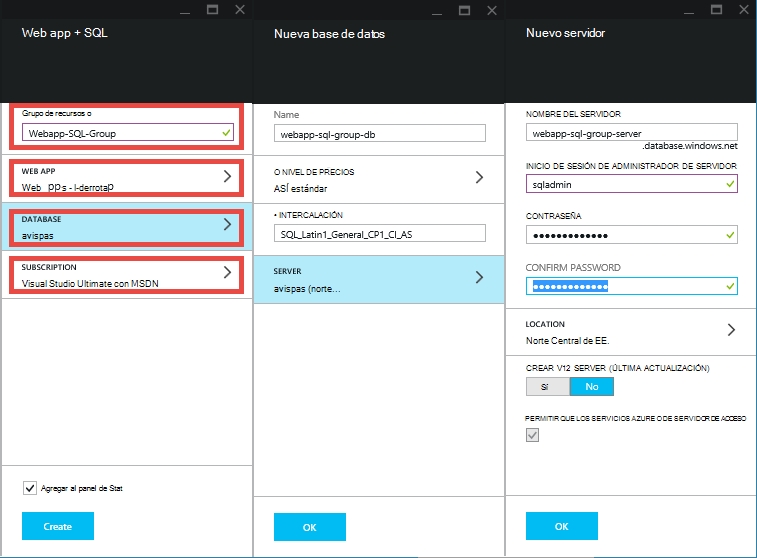 Web app + SQL
Grupo de recursos o
Webapp-SQL-Group
WEB APP
Web pps - I-derrotap
DATABASE
avispas
SUBSCRIPTION
Visual Studio Ultimate con MSDN
Agregar al panel de Stat
Create
Nueva base de datos
Name
webapp-sql-group-db
O NIVEL DE PRECIOS
ASÍ estándar
• INTERCALACIÓN
SQL_Latin1_General_CP1_CI_AS
SERVER
avispas (norte...
OK
Nuevo servidor
NOMBRE DEL SERVIDOR
webapp-sql-group-server
.database.windows.net
INICIO DE SESIÓN DE ADMINISTRADOR DE SERVIDOR
sqladmin
CONTRASEÑA
●●●●●●●●●●●●●
CONFIRM PASSWORD
●●●●●●●●●●●●●
LOCATION
Norte Central de EE.
CREAR V12 SERVER (ÚLTIMA ACTUALIZACIÓN)
Sí No
PERMITIR QUE LOS SERVICIOS AZURE O DE SERVIDOR DE ACCESO
OK